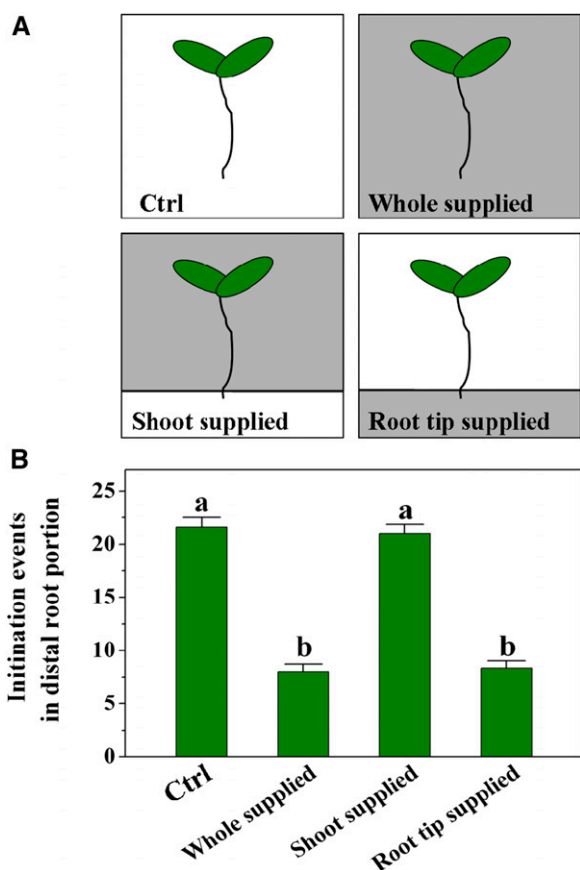 A
Ctrl
Whole supplied
Shoot supplied
Root tip supplied
B
Initination events
in distal root portion
25
20
15
10
5
0
a
b
a
b
Ctrl
Whole supplied
Shoot supplied
Root tip supplied